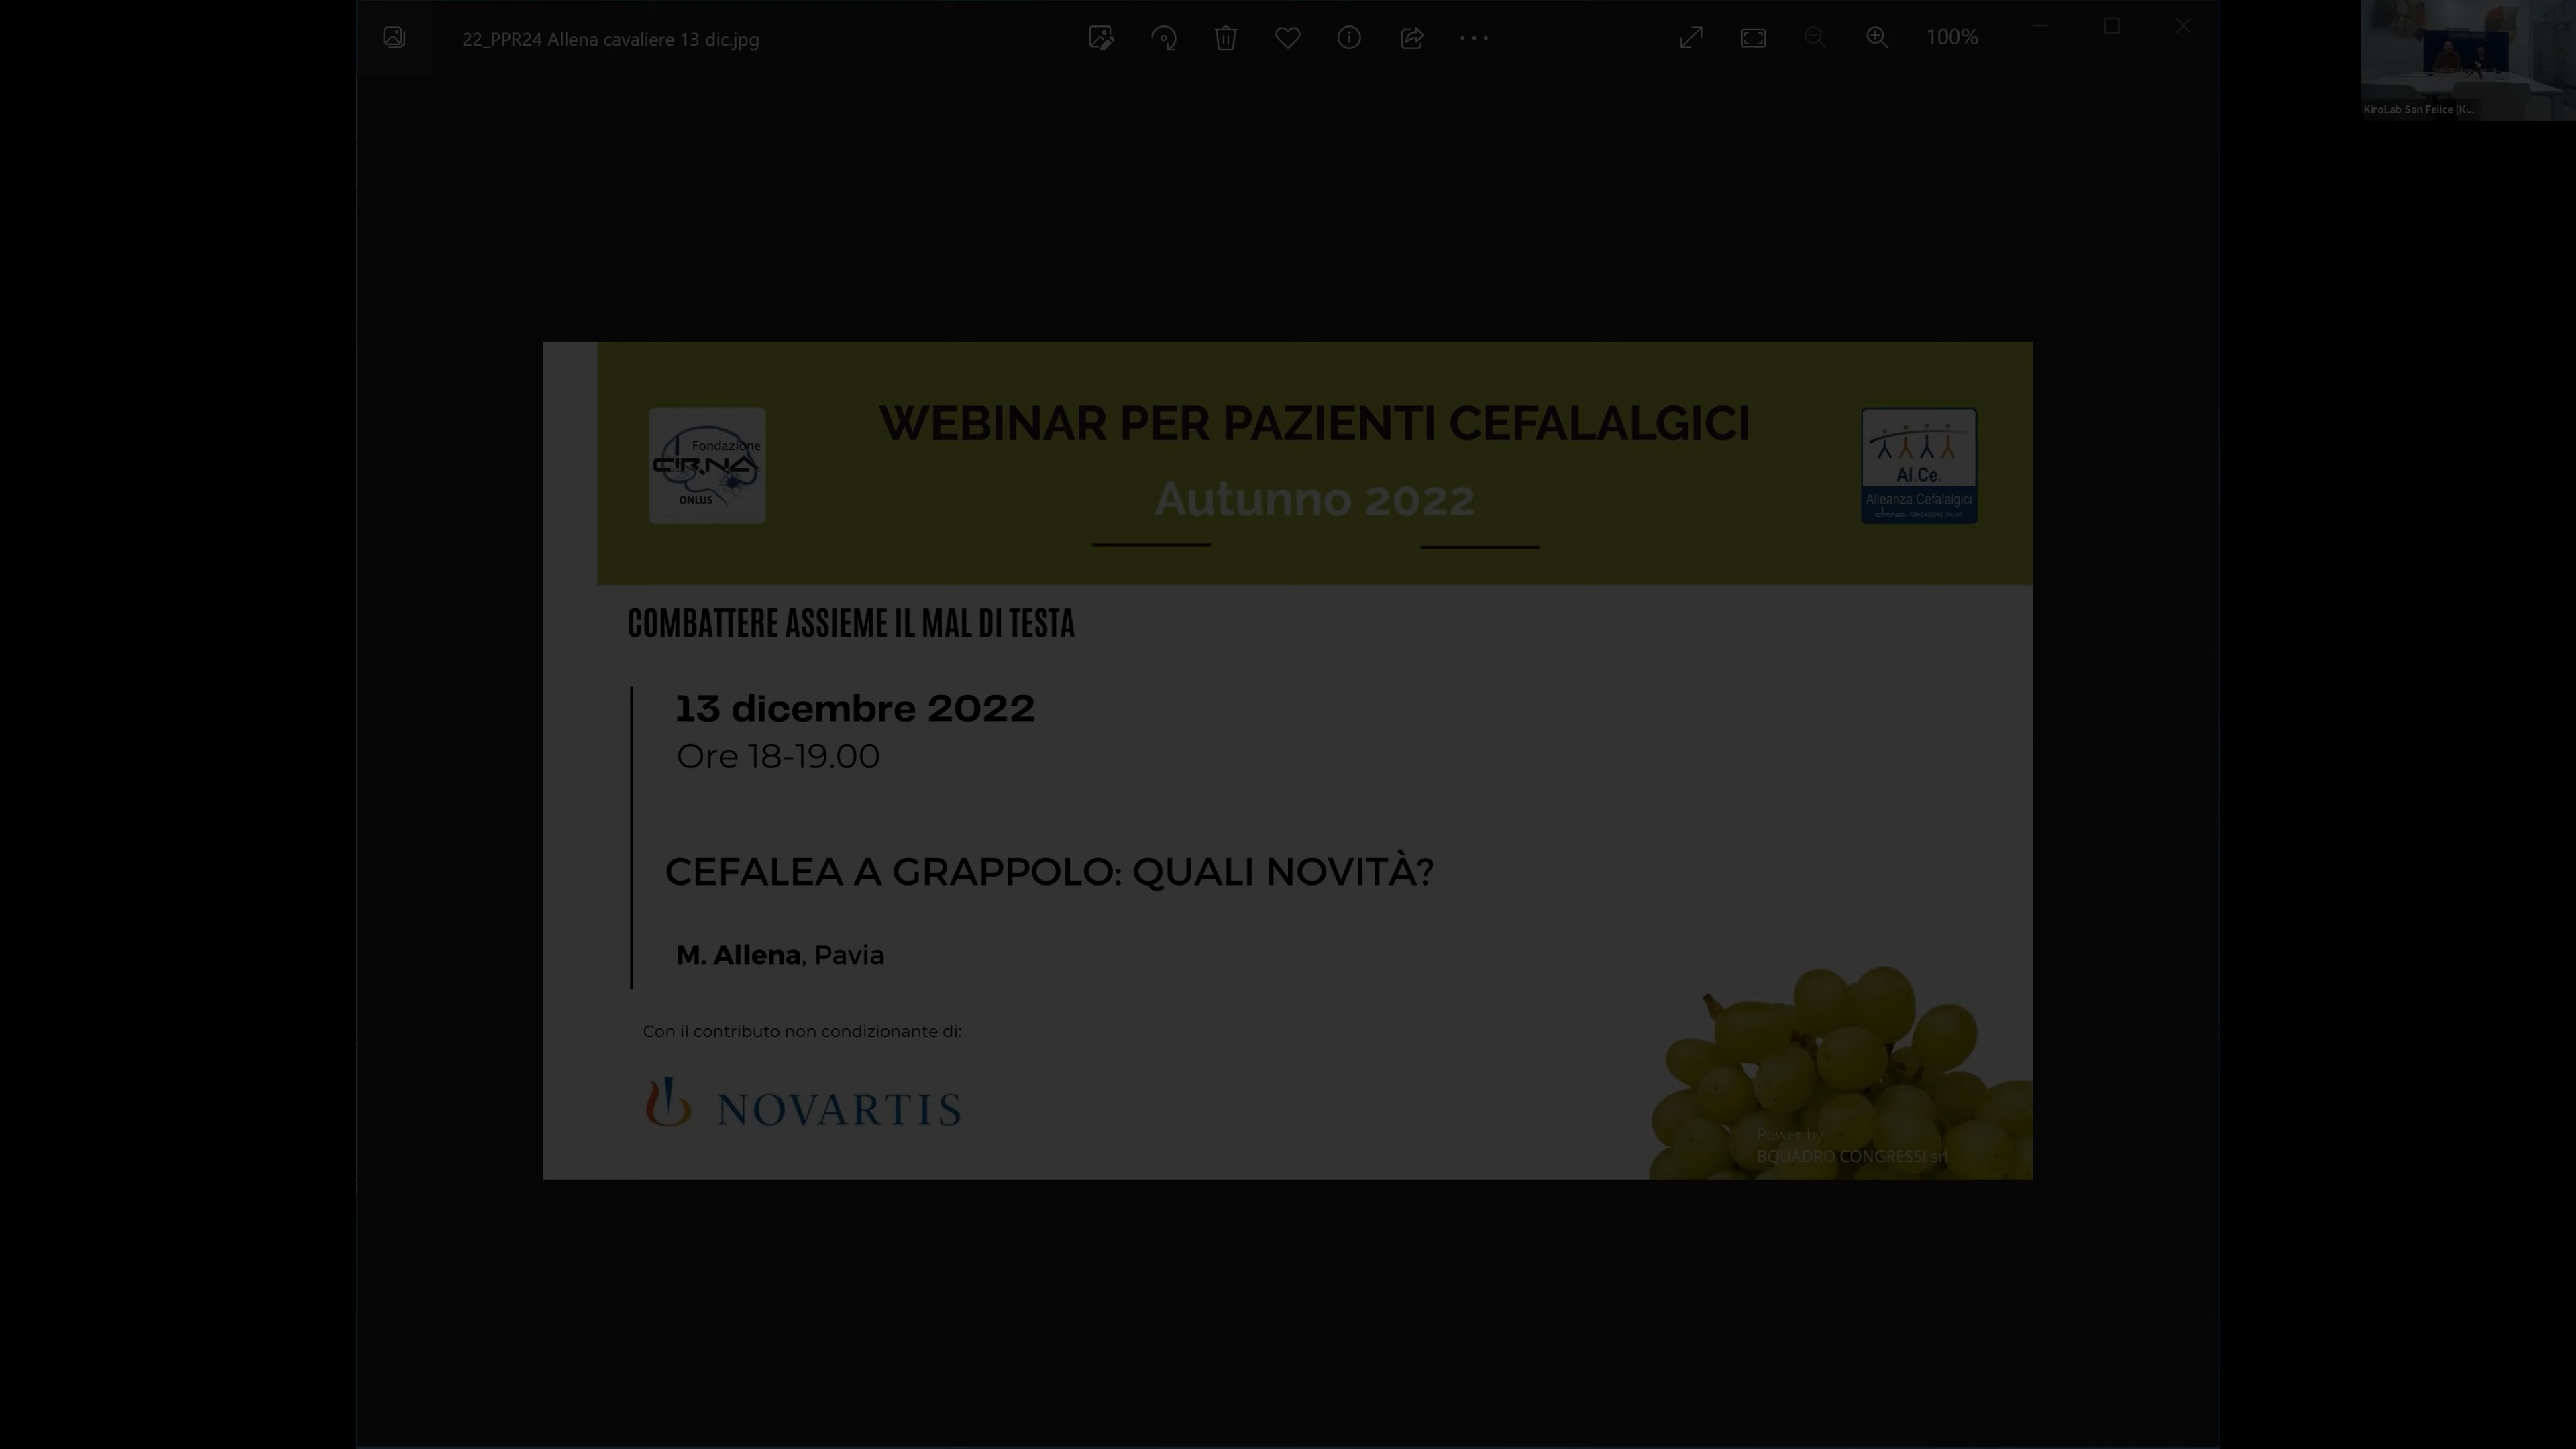 22_PPR24 Allena cavaliere 13 dic.jpg
100%
KiroLab San Felice (K...
WEBINAR PER PAZIENTI CEFALALGICI
Autunno 2022
Fondazione
CIRNA
ONLUS
Al.Ce.
Alleanza Cefalalgici
COMBATTERE ASSIEME IL MAL DI TESTA
13 dicembre 2022
Ore 18-19.00
CEFALEA A GRAPPOLO: QUALI NOVITÀ?
M. Allena, Pavia
Con il contributo non condizionante di:
NOVARTIS
Power by
BQUADRO CONGRESSI srl